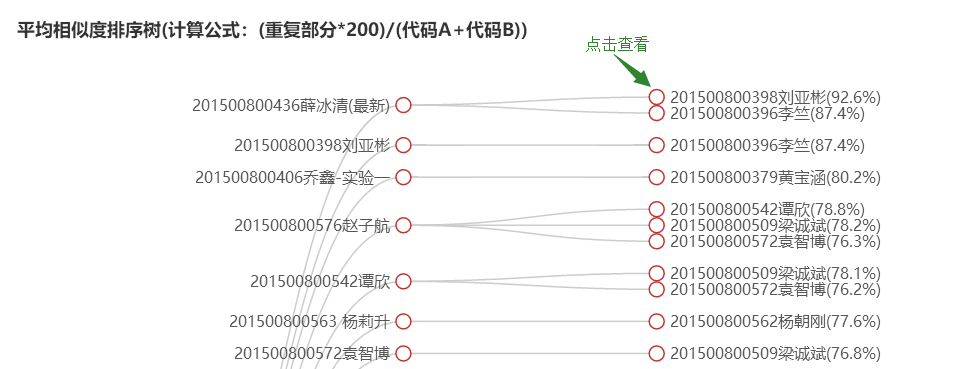 平均相似度排序树(计算公式：(重复部分*200)/(代码A+代码B))
点击查看
201500800436薛冰清(最新)
201500800398刘亚彬(92.6%)
201500800396李竺(87.4%)
201500800398刘亚彬
201500800396李竺(87.4%)
201500800406乔鑫-实验一
201500800379黄宝涵(80.2%)
201500800576赵子航
201500800542谭欣(78.8%)
201500800509梁诚斌(78.2%)
201500800572袁智博(76.3%)
201500800542谭欣
201500800509梁诚斌(78.1%)
201500800572袁智博(76.2%)
201500800563 杨莉升
201500800562杨朝刚(77.6%)
201500800572袁智博
201500800509梁诚斌(76.8%)